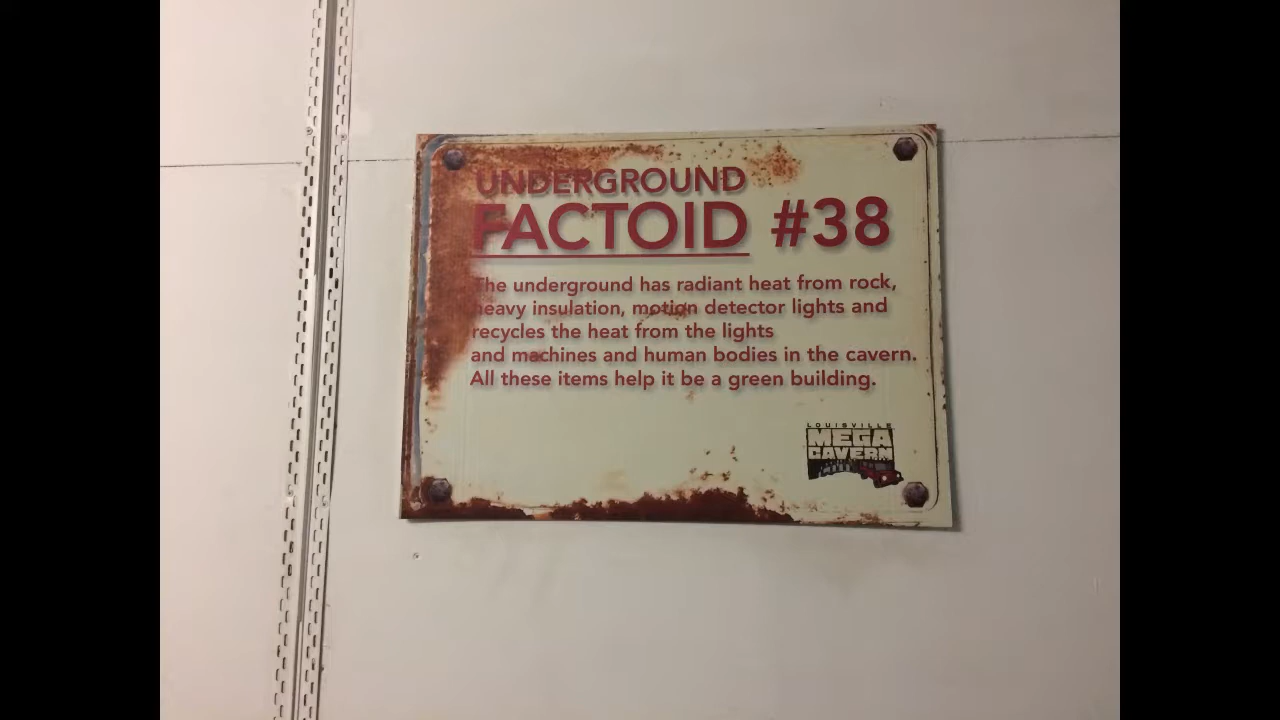 UNDERGROUND
FACTOID #38
The underground has radiant heat from rock,
heavy insulation, motion detector lights and
recycles the heat from the lights
and machines and human bodies in the cavern.
All these items help it be a green building.
LOUISVILLE
MEGA
CAVERN